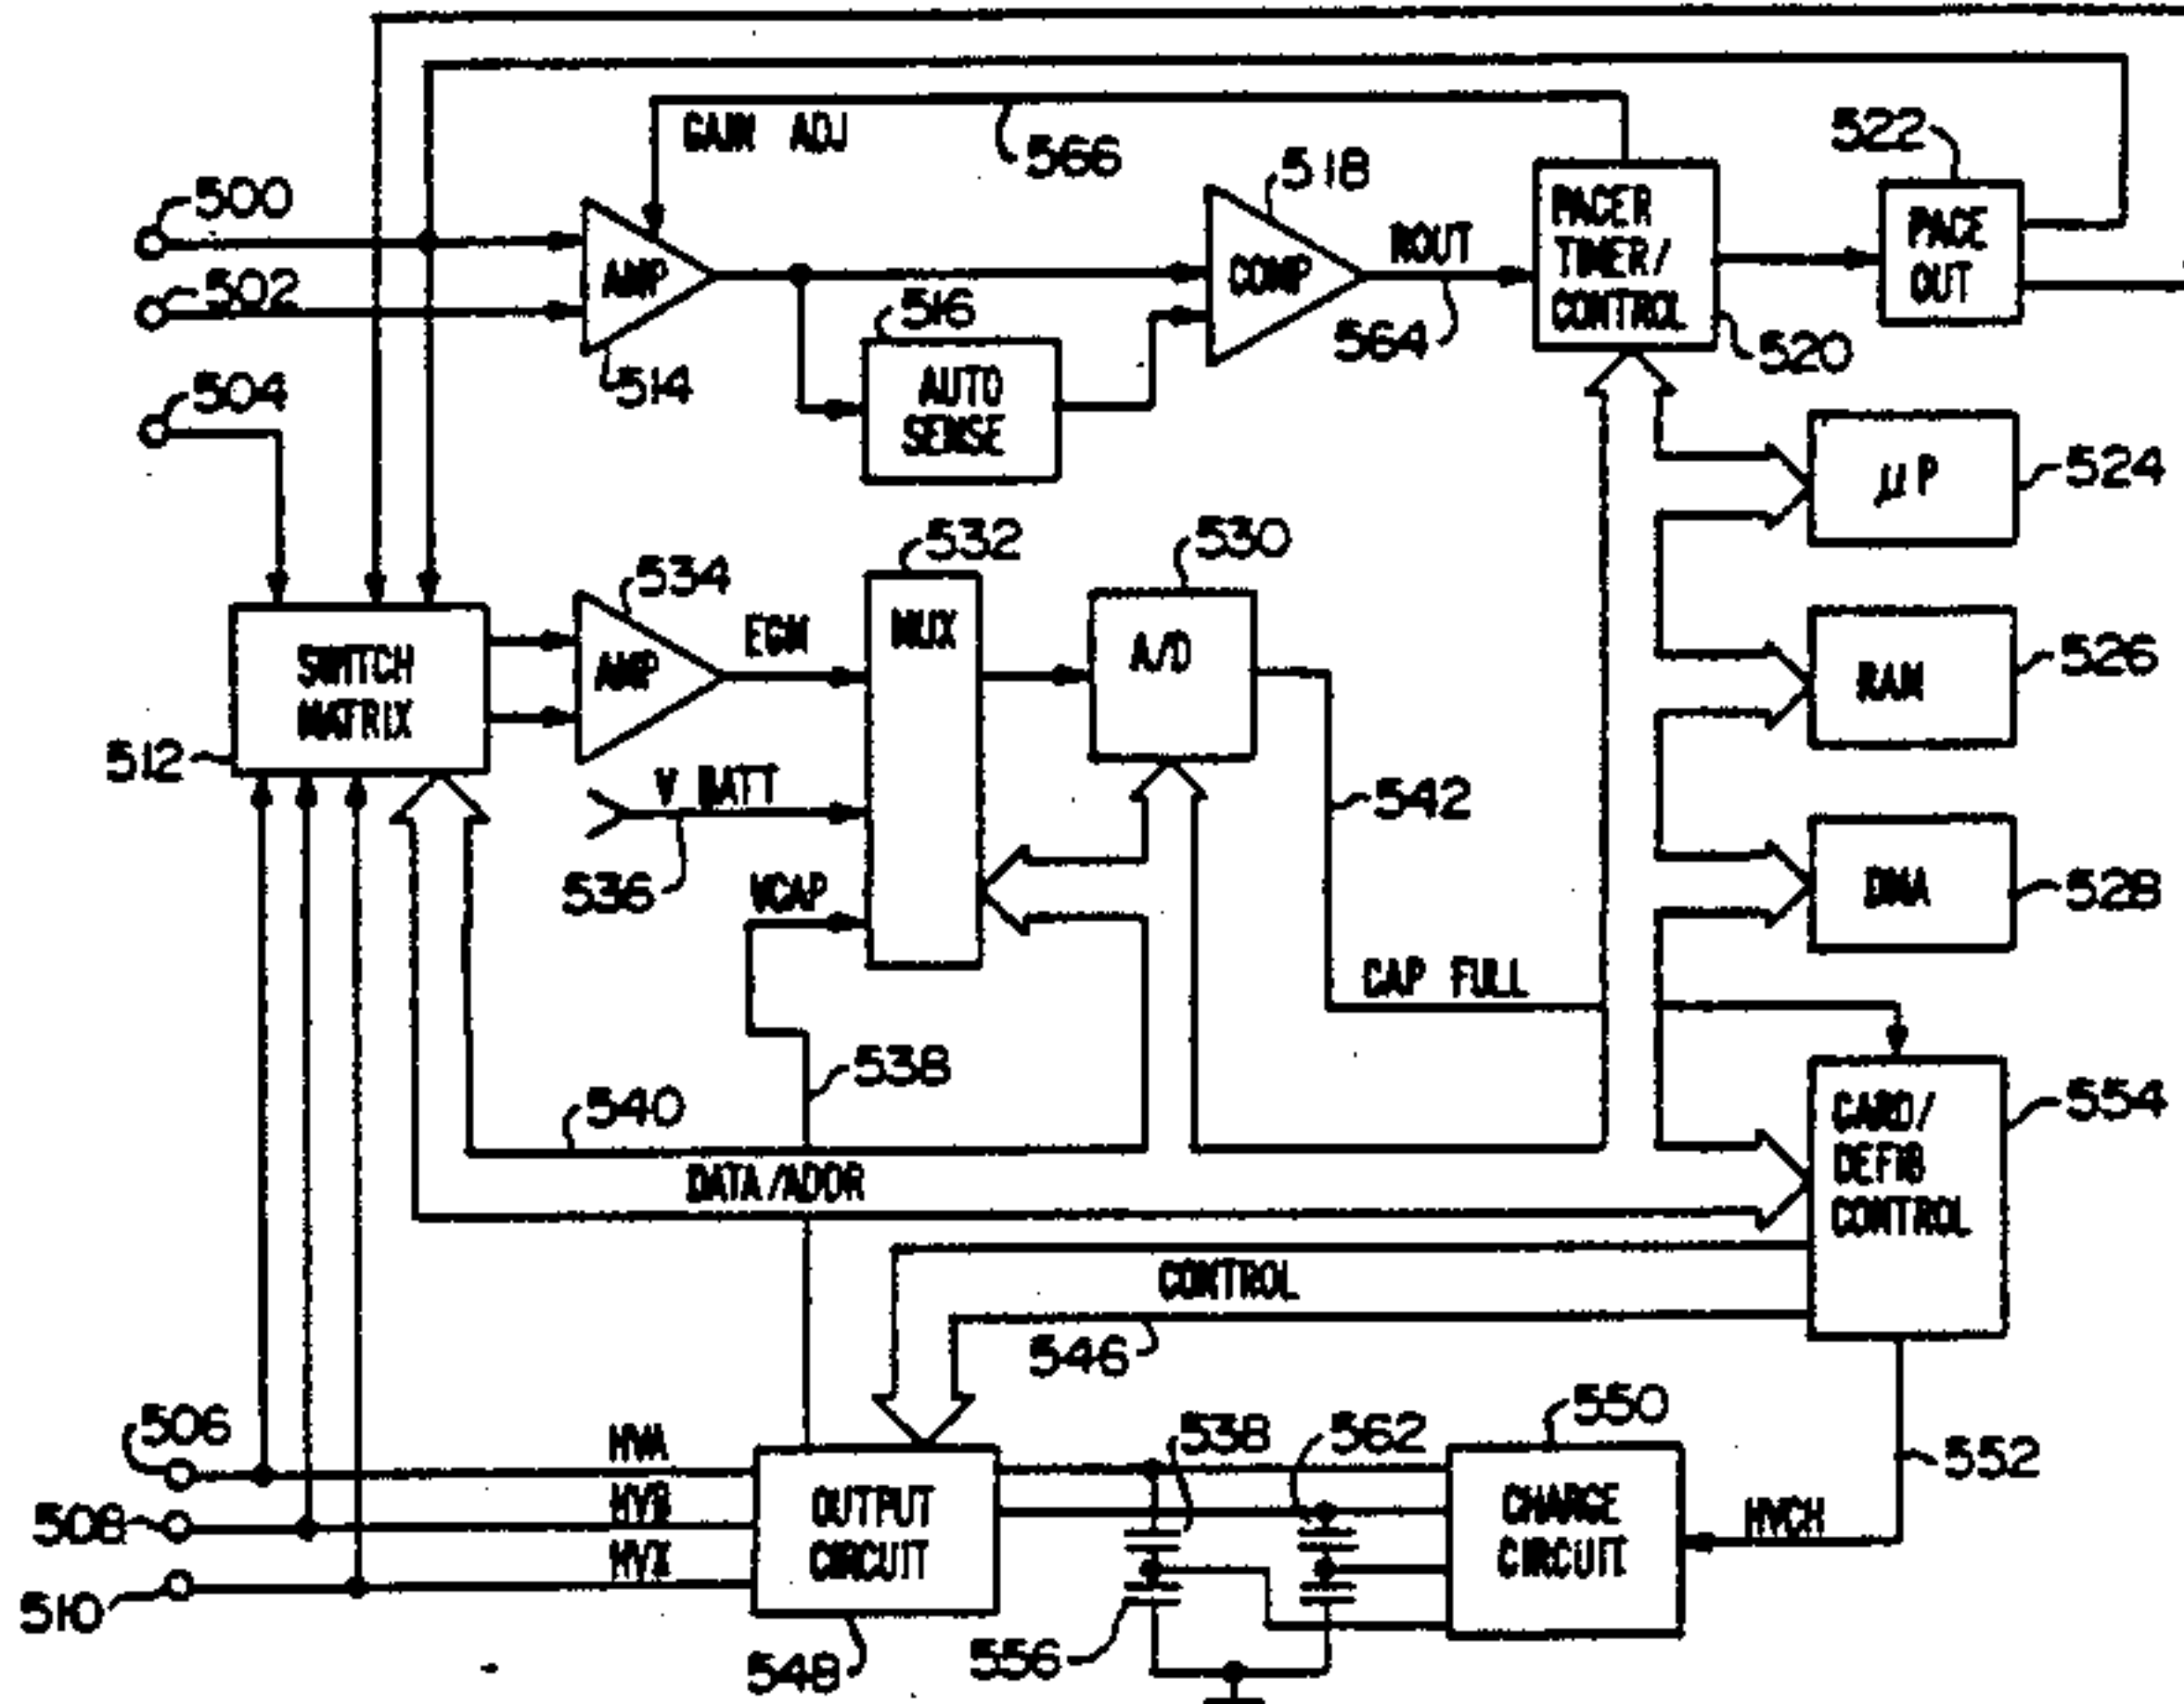 GAIN ADJ
566
522
500
518
PACER
TIMER/
CONTROL
PACE
OUT
ROUT
AMP
COMP
502
516
564
520
504
514
AUTO
SENSE
μP
524
532
530
534
EGM
MUX
A/D
526
SWITCH
MATRIX
AMP
RAM
512
V BATT
542
536
VCAP
DMA
528
CAP FULL
538
540
554
CARD/
DEFIB
CONTROL
DATA/ADDR
CONTROL
546
550
506
538
562
552
HVA
508
HVB
OUTPUT
CIRCUIT
CHARGE
CIRCUIT
HVCH
HVX
510
556
548